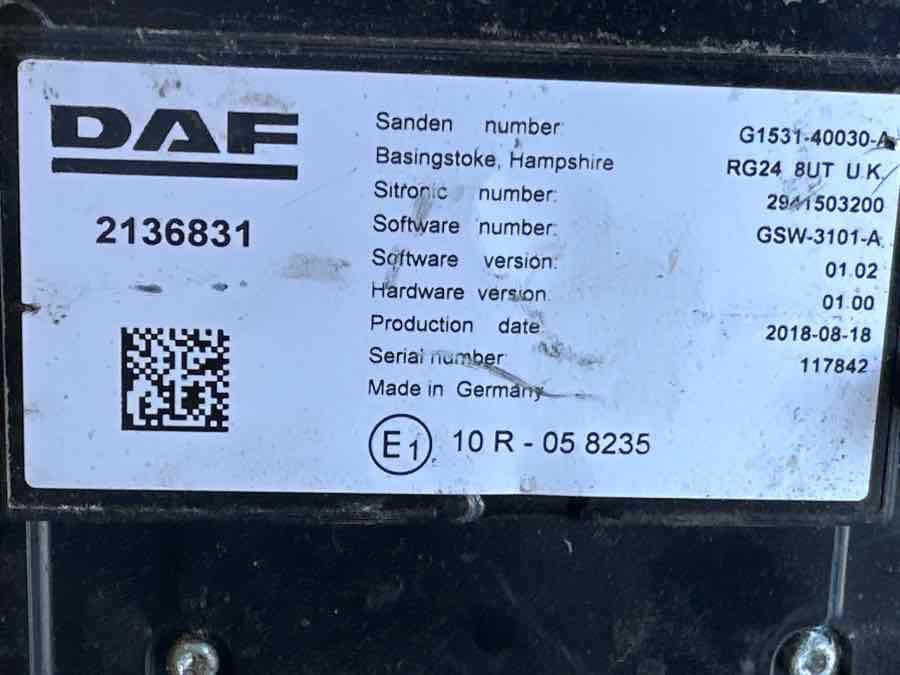 DAF
2136831
Sanden number: G1531-40030-A
Basingstoke, Hampshire RG24 8UT U.K.
Sitronic number: 2941503200
Software number: GSW-3101-A
Software version: 01.02
Hardware version: 01.00
Production date: 2018-08-18
Serial number: 117842
Made in Germany
E1 10 R - 05 8235